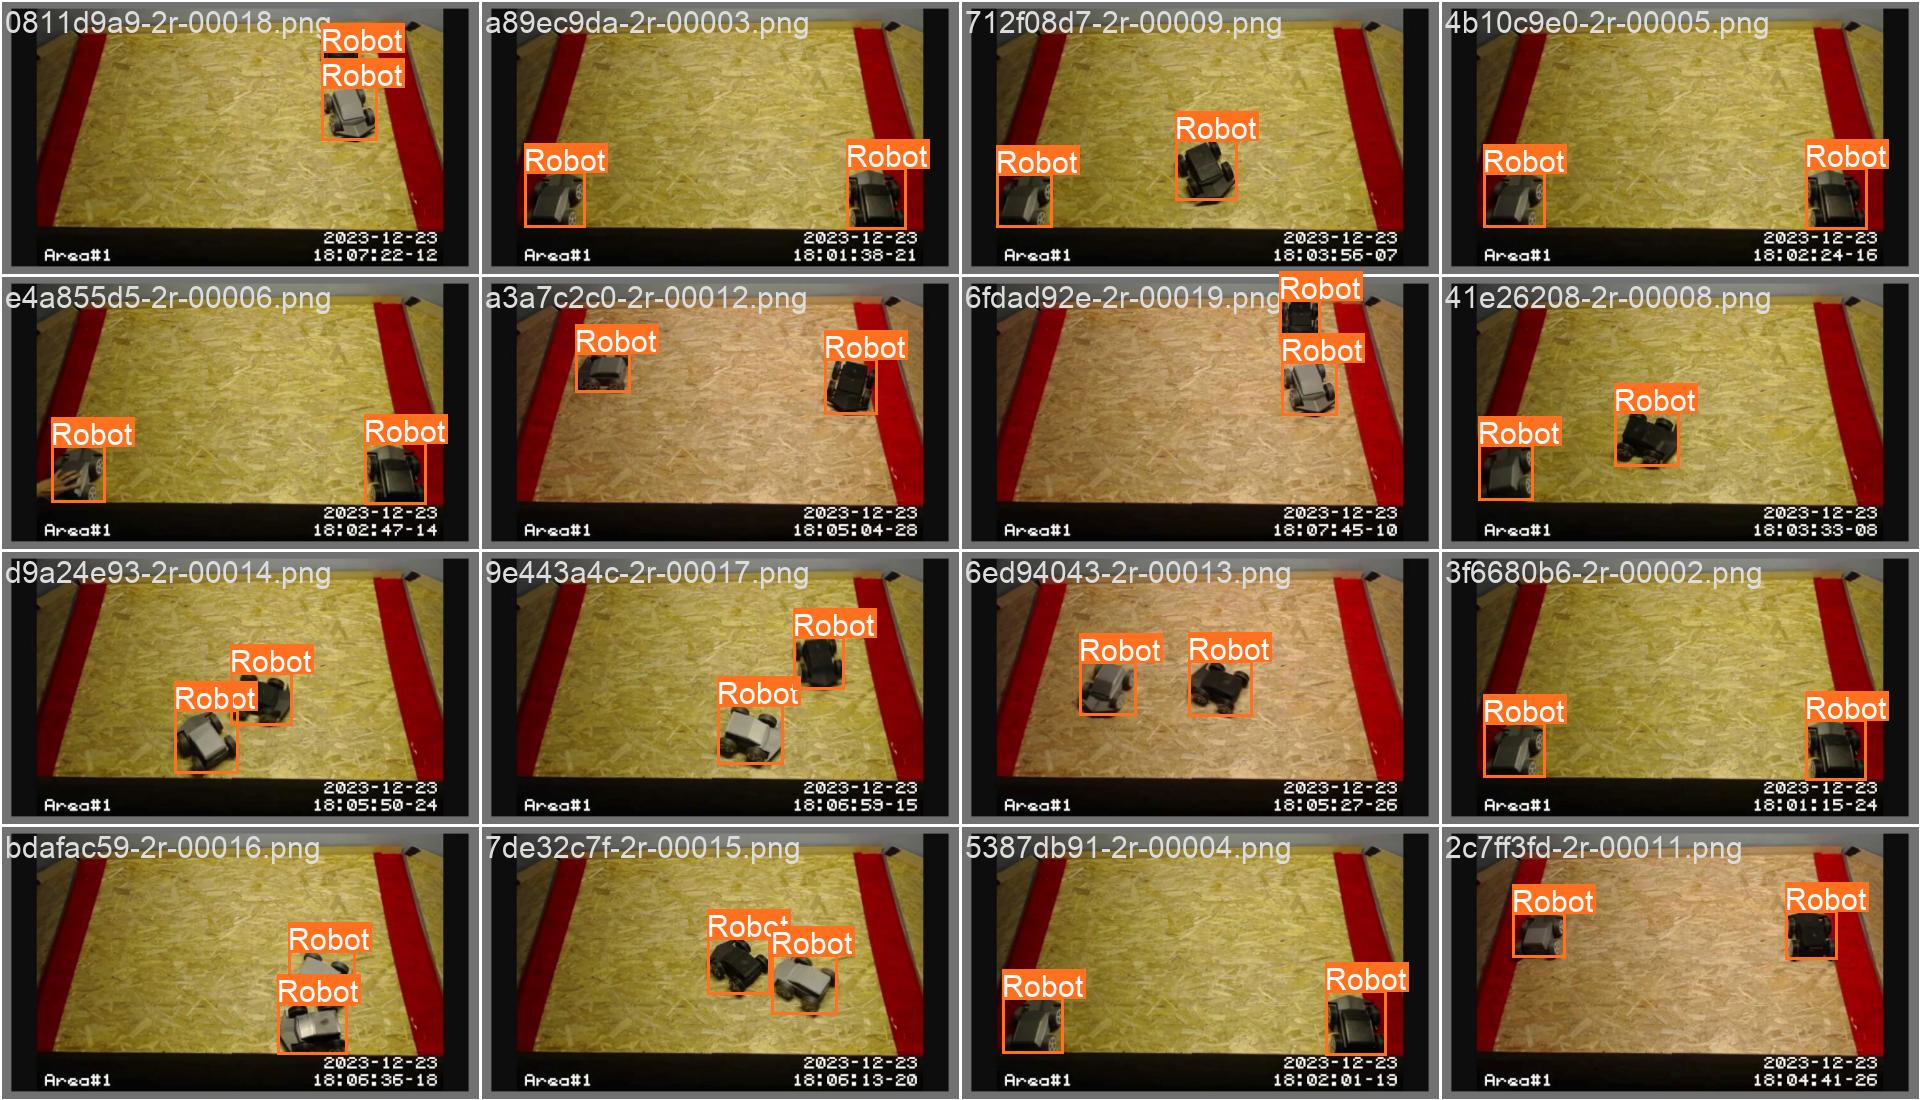 0811d9a9-2r-00018.png
Robot
Robot
2023-12-23
Area#1 18:07:22-12
a89ec9da-2r-00003.png
Robot
Robot
2023-12-23
Area#1 18:01:38-21
712f08d7-2r-00009.png
Robot
Robot
2023-12-23
Area#1 18:03:56-07
4b10c9e0-2r-00005.png
Robot
Robot
2023-12-23
Area#1 18:02:24-16
e4a855d5-2r-00006.png
Robot
Robot
2023-12-23
Area#1 18:02:47-14
a3a7c2c0-2r-00012.png
Robot
Robot
2023-12-23
Area#1 18:05:04-28
6fdad92e-2r-00019.png
Robot
Robot
2023-12-23
Area#1 18:07:45-10
41e26208-2r-00008.png
Robot
Robot
2023-12-23
Area#1 18:03:33-08
d9a24e93-2r-00014.png
Robot
Robot
2023-12-23
Area#1 18:05:50-24
9e443a4c-2r-00017.png
Robot
Robot
2023-12-23
Area#1 18:06:59-15
6ed94043-2r-00013.png
Robot
Robot
2023-12-23
Area#1 18:05:27-26
3f6680b6-2r-00002.png
Robot
Robot
2023-12-23
Area#1 18:01:15-24
bdafac59-2r-00016.png
Robot
Robot
2023-12-23
Area#1 18:06:36-18
7de32c7f-2r-00015.png
Robot
Robot
2023-12-23
Area#1 18:06:13-20
5387db91-2r-00004.png
Robot
Robot
2023-12-23
Area#1 18:02:01-19
2c7ff3fd-2r-00011.png
Robot
Robot
2023-12-23
Area#1 18:04:41-26